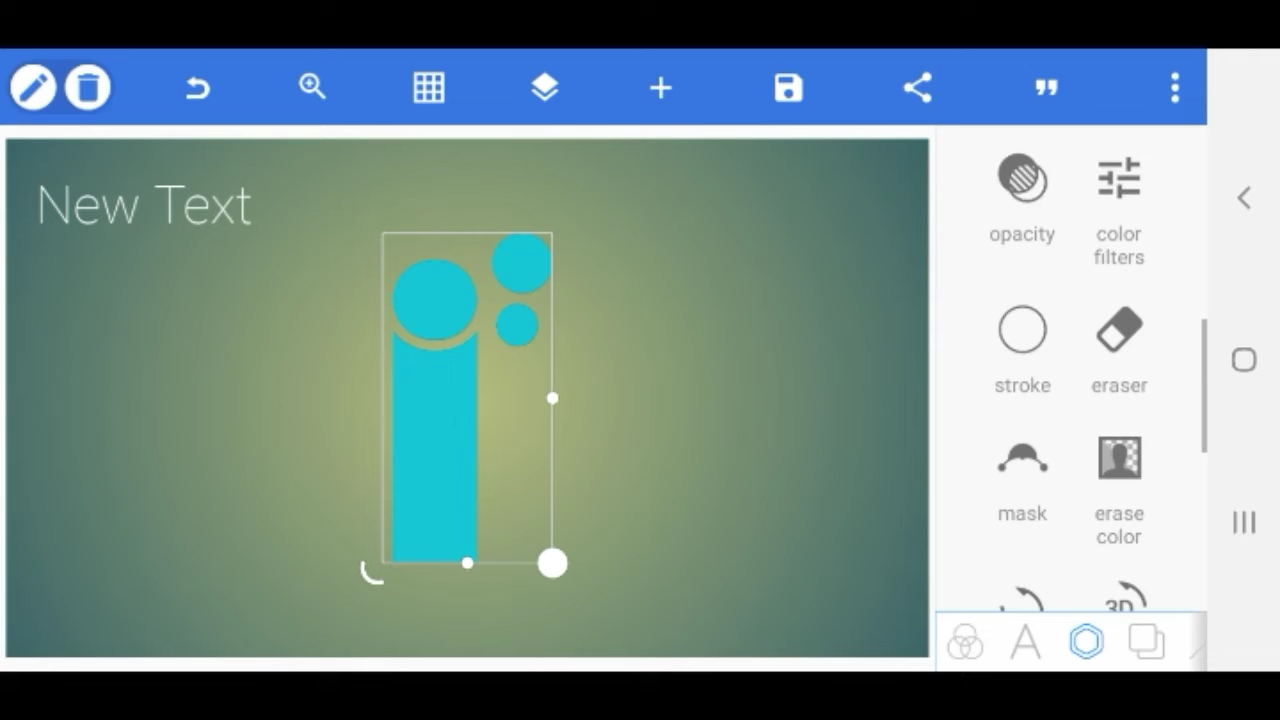 New Text
opacity
color
filters
stroke
eraser
mask
erase
color
3D